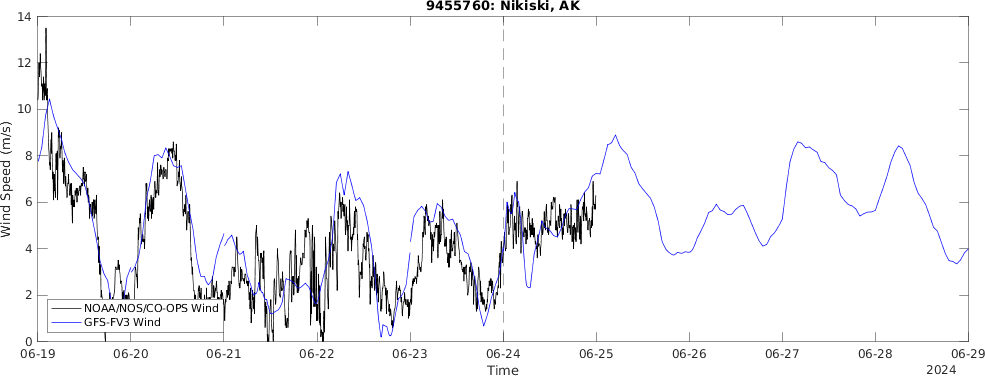 9455760: Nikiski, AK
Wind Speed (m/s)
14
12
10
8
6
4
2
0
NOAA/NOS/CO-OPS Wind
GFS-FV3 Wind
06-19 06-20 06-21 06-22 06-23 06-24 06-25 06-26 06-27 06-28 06-29
Time
2024